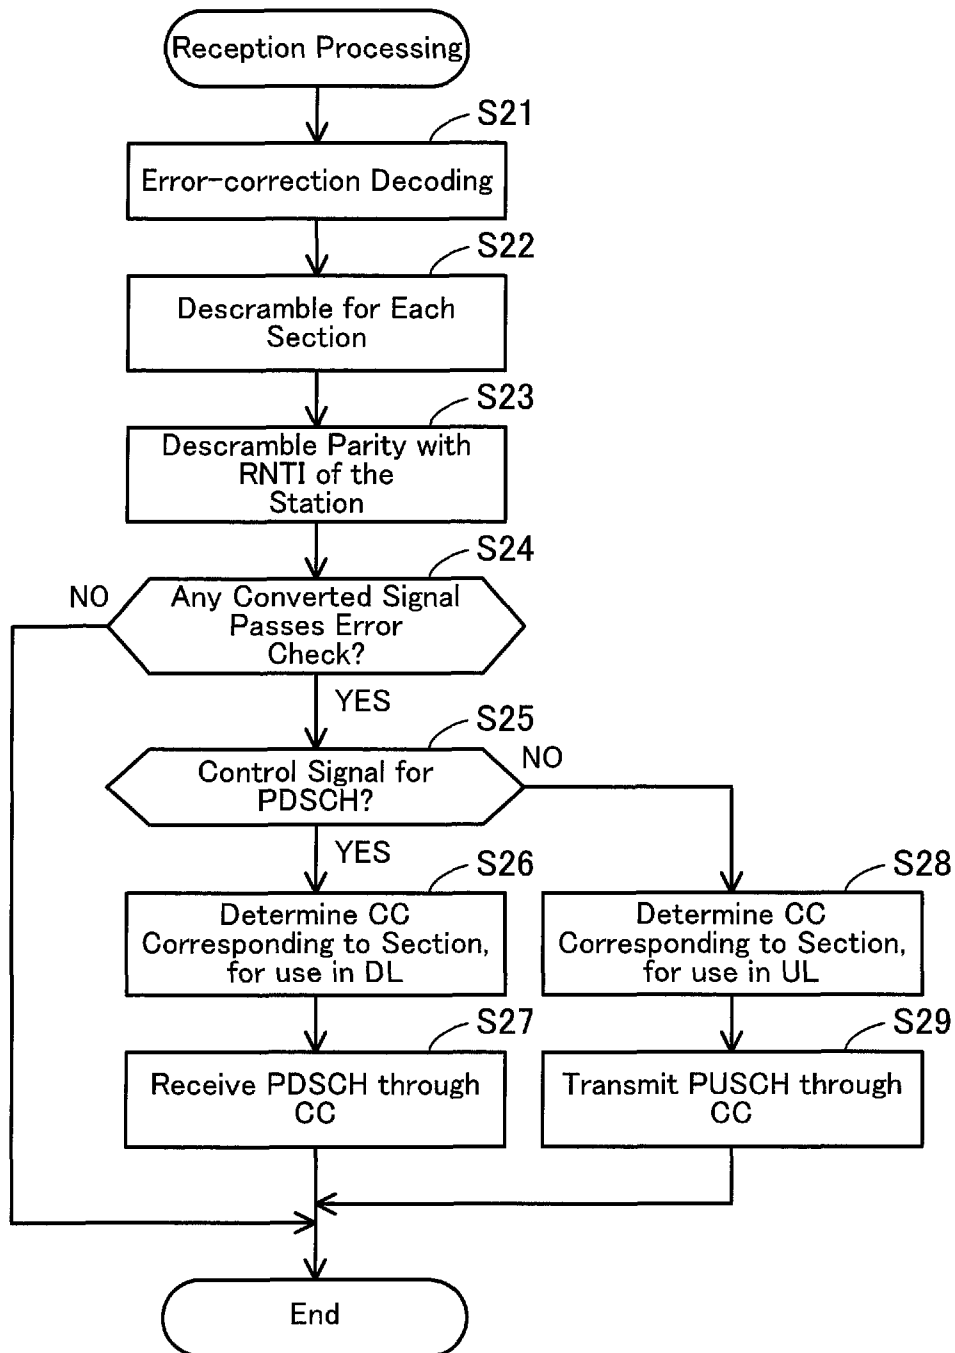 Reception Processing
S21
Error-correction Decoding
S22
Descramble for Each
Section
S23
Descramble Parity with
RNTI of the
Station
S24
NO
Any Converted Signal
Passes Error
Check?
YES
S25
Control Signal for
PDSCH?
NO
YES
S26
Determine CC
Corresponding to Section,
for use in DL
S28
Determine CC
Corresponding to Section,
for use in UL
S27
Receive PDSCH through
CC
S29
Transmit PUSCH through
CC
End